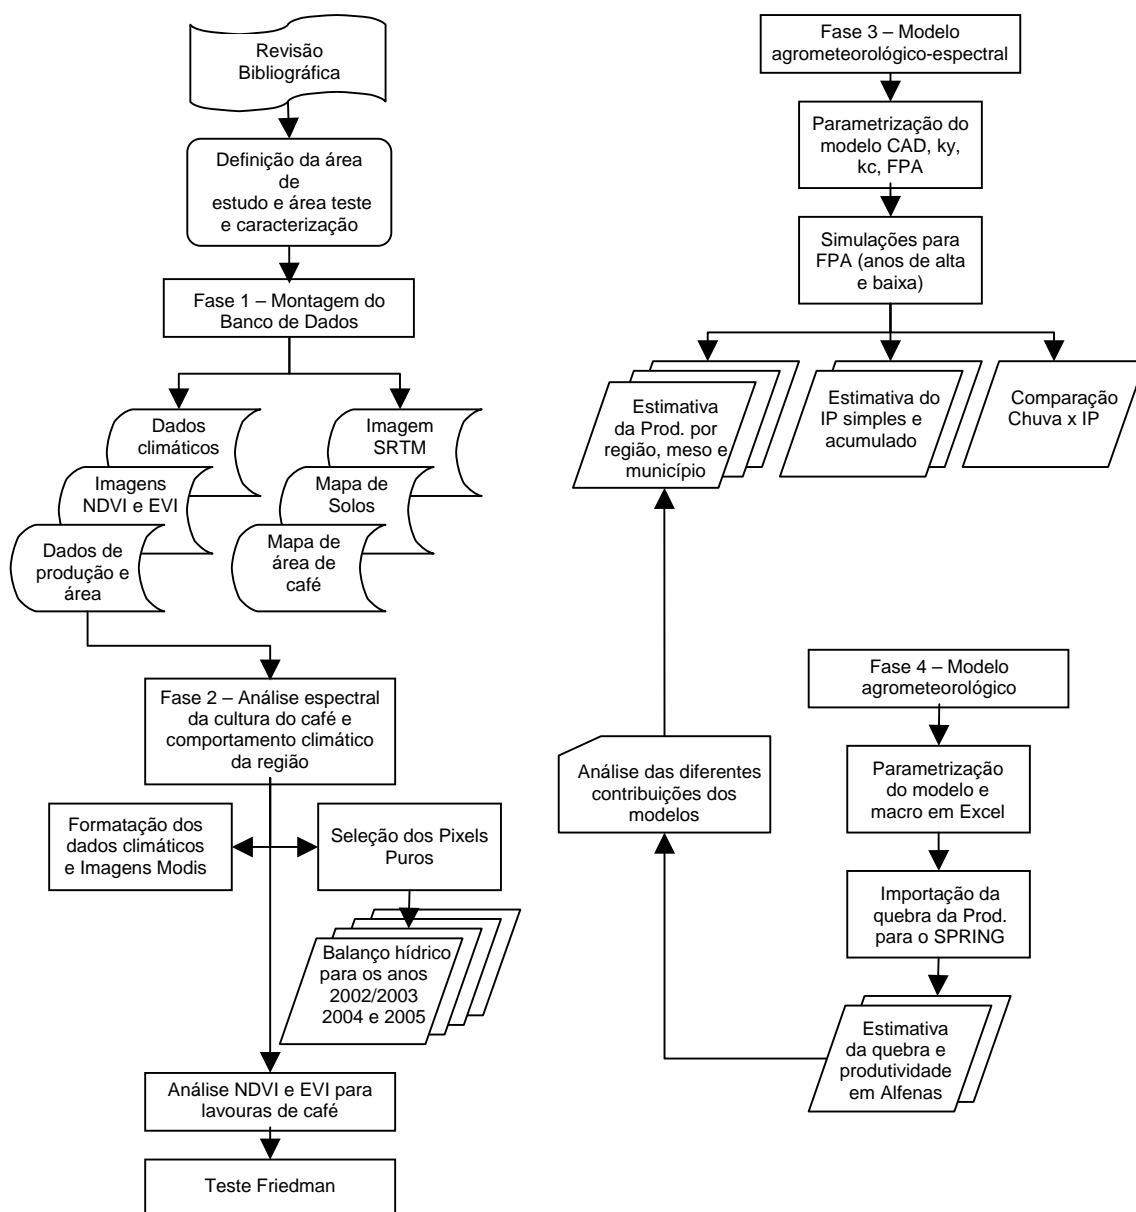 Revisão
Bibliográfica
Definição da área
de
estudo e área teste
e caracterização
Fase 1 – Montagem do
Banco de Dados
Dados
climáticos
Imagens
NDVI e EVI
Dados de
produção e
área
Imagem
SRTM
Mapa de
Solos
Mapa de
área de
café
Fase 2 – Análise espectral
da cultura do café e
comportamento climático
da região
Formatação dos
dados climáticos
e Imagens Modis
Seleção dos Pixels
Puros
Balanço hídrico
para os anos
2002/2003
2004 e 2005
Análise NDVI e EVI para
lavouras de café
Teste Friedman
Fase 3 – Modelo
agrometeorológico-espectral
Parametrização do
modelo CAD, ky,
kc, FPA
Simulações para
FPA (anos de alta
e baixa)
Estimativa
da Prod. por
região, meso e
município
Estimativa do
IP simples e
acumulado
Comparação
Chuva x IP
Fase 4 – Modelo
agrometeorológico
Parametrização
do modelo e
macro em Excel
Importação da
quebra da Prod.
para o SPRING
Estimativa
da quebra e
produtividade
em Alfenas
Análise das diferentes
contribuições dos
modelos